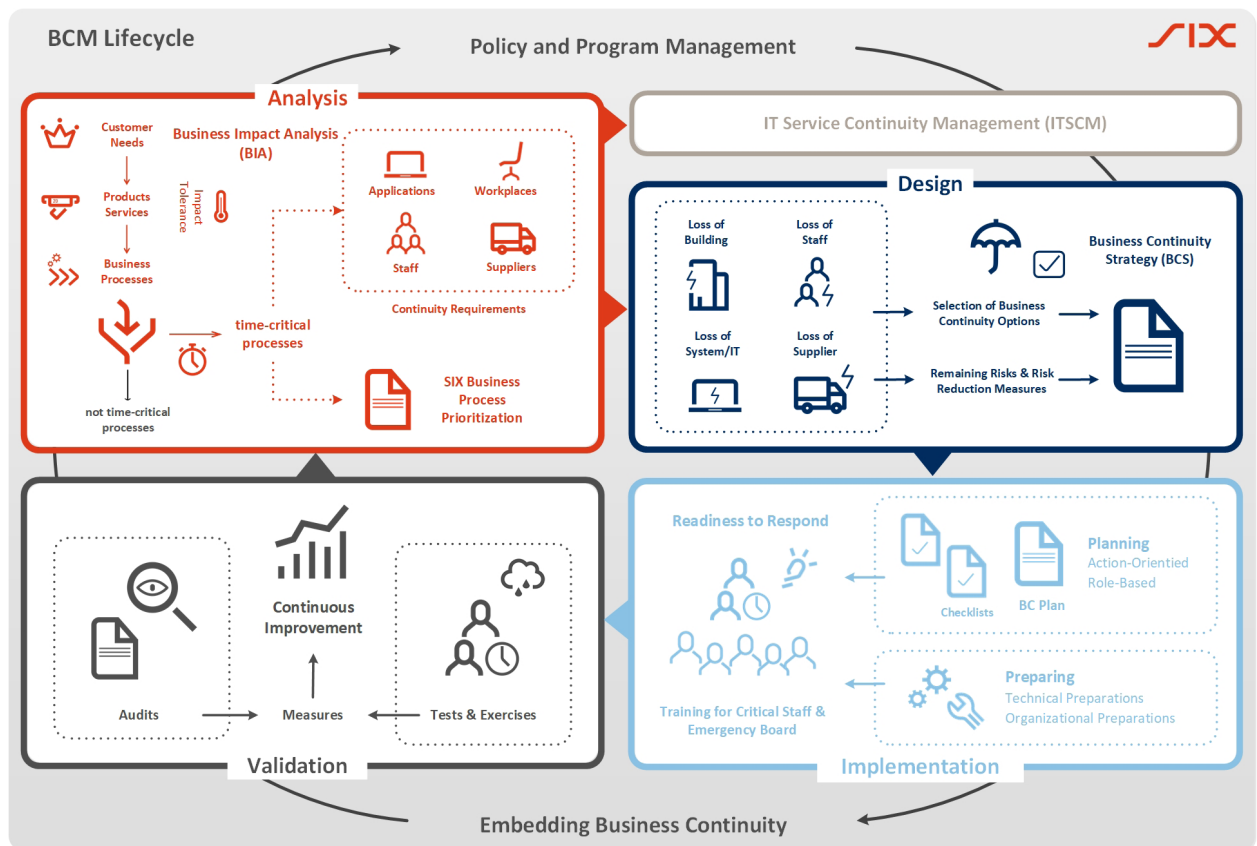 BCM Lifecycle
Policy and Program Management
SIX
Analysis
Customer
Needs
Business Impact Analysis
(BIA)
Products
Services
Impact
Tolerance
Business
Processes
Applications
Workplaces
Staff
Suppliers
Continuity Requirements
time-critical
processes
not time-critical
processes
SIX Business
Process
Prioritization
IT Service Continuity Management (ITSCM)
Design
Loss of
Building
Loss of
Staff
Loss of
System/IT
Loss of
Supplier
Business Continuity
Strategy (BCS)
Selection of Business
Continuity Options
Remaining Risks & Risk
Reduction Measures
Continuous
Improvement
Audits
Measures
Tests & Exercises
Validation
Readiness to Respond
Checklists
BC Plan
Planning
Action-Oriented
Role-Based
Preparing
Technical Preparations
Organizational Preparations
Training for Critical Staff &
Emergency Board
Implementation
Embedding Business Continuity